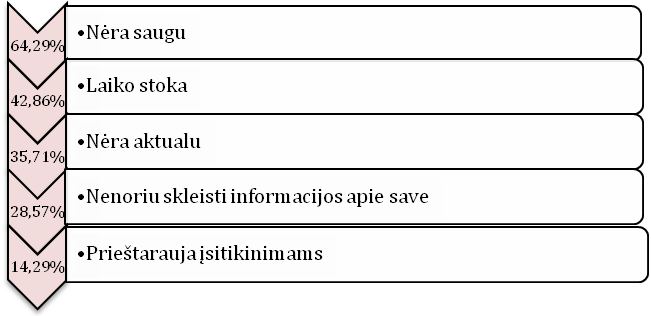 64,29% •Nėra saugu
42,86% •Laiko stoka
35,71% •Nėra aktualu
28,57% •Nenoriu skleisti informacijos apie save
14,29% •Prieštarauja įsitikinimams